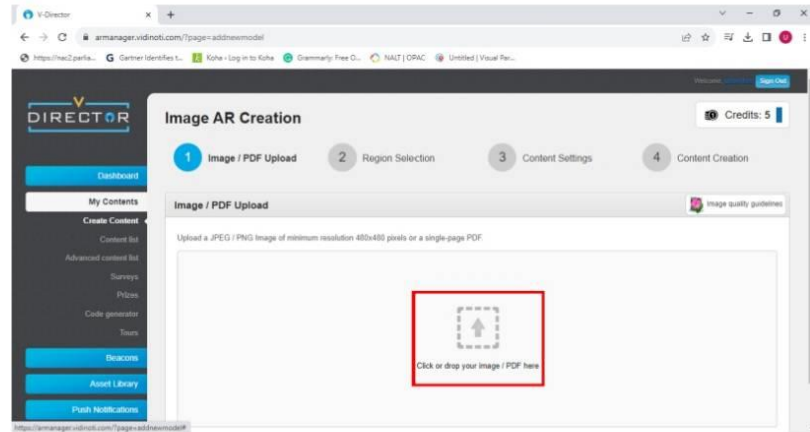 V-Director
armanager.vidinoti.com/?page=addnewmodel
https://nac2.parlia... Gartner Identifies t... Koha › Log in to Koha Grammarly: Free O... NALT | OPAC Untitled | Visual Par...
Welcome, Sign Out
V
DIRECTOR
Image AR Creation
Credits: 5
1 Image / PDF Upload 2 Region Selection 3 Content Settings 4 Content Creation
Dashboard
My Contents
Create Content
Content list
Advanced content list
Surveys
Prizes
Code generator
Tours
Beacons
Asset Library
Push Notifications
Image / PDF Upload
Image quality guidelines
Upload a JPEG / PNG Image of minimum resolution 480x480 pixels or a single-page PDF
Click or drop your image / PDF here
https://armanager.vidinoti.com/?page=addnewmodel#